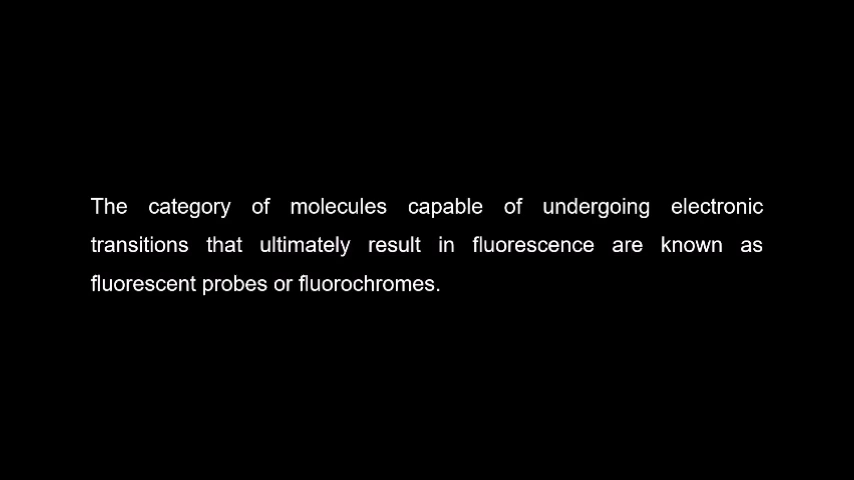 The category of molecules capable of undergoing electronic
transitions that ultimately result in fluorescence are known as
fluorescent probes or fluorochromes.